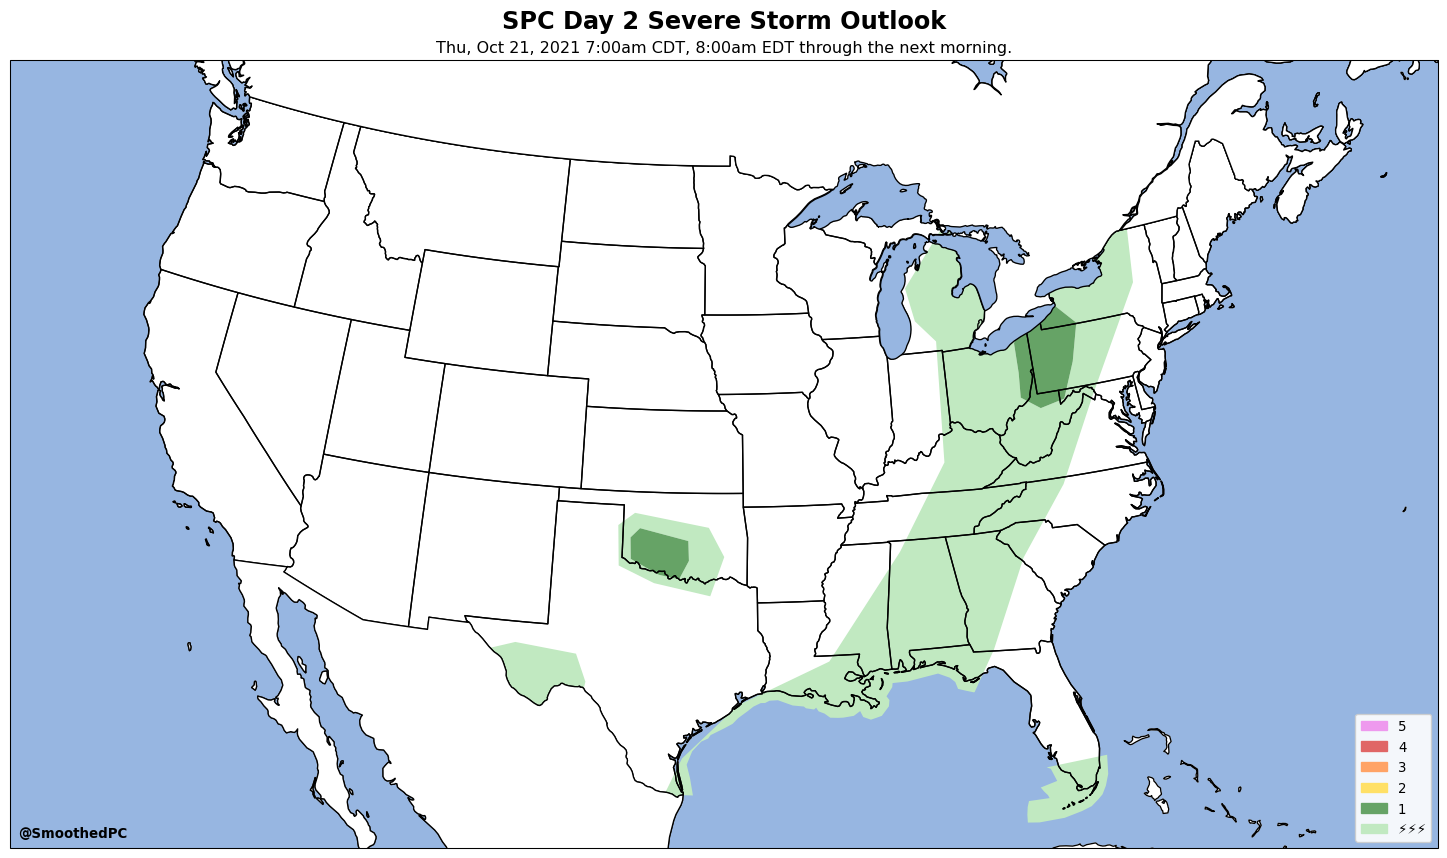 SPC Day 2 Severe Storm Outlook
Thu, Oct 21, 2021 7:00am CDT, 8:00am EDT through the next morning.
5
4
3
2
1
⚡⚡⚡
@SmoothedPC